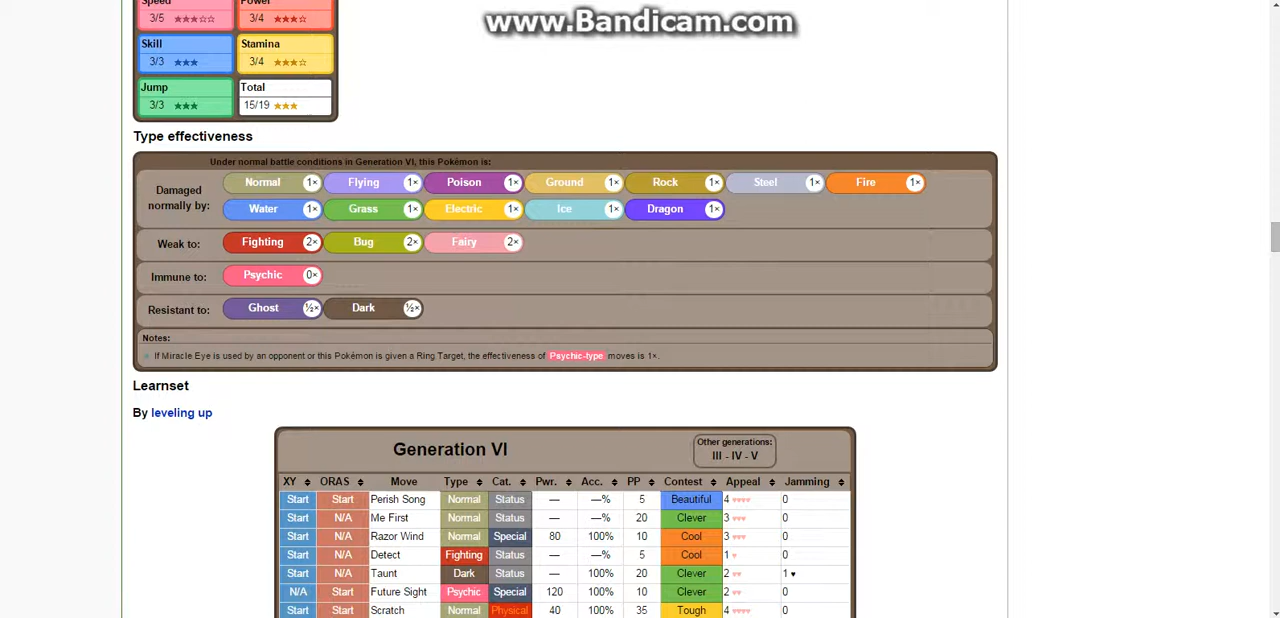 www.Bandicam.com
Speed Power
3/5 ★★★☆☆ 3/4 ★★★☆
Skill Stamina
3/3 ★★★ 3/4 ★★★☆
Jump Total
3/3 ★★★ 15/19 ★★★
Type effectiveness
Under normal battle conditions in Generation VI, this Pokémon is:
Damaged normally by:
Normal 1× Flying 1× Poison 1× Ground 1× Rock 1× Steel 1× Fire 1×
Water 1× Grass 1× Electric 1× Ice 1× Dragon 1×
Weak to: Fighting 2× Bug 2× Fairy 2×
Immune to: Psychic 0×
Resistant to: Ghost ½× Dark ½×
Notes:
If Miracle Eye is used by an opponent or this Pokémon is given a Ring Target, the effectiveness of Psychic-type moves is 1×.
Learnset
By leveling up
Generation VI
Other generations:
III - IV - V
XY ORAS Move Type Cat. Pwr. Acc. PP Contest Appeal Jamming
Start Start Perish Song Normal Status — —% 5 Beautiful 4 ♥♥♥♥ 0
Start N/A Me First Normal Status — —% 20 Clever 3 ♥♥♥ 0
Start N/A Razor Wind Normal Special 80 100% 10 Cool 3 ♥♥♥ 0
Start N/A Detect Fighting Status — —% 5 Cool 1 ♥ 0
Start N/A Taunt Dark Status — 100% 20 Clever 2 ♥♥ 1 ♥
N/A Start Future Sight Psychic Special 120 100% 10 Clever 2 ♥♥ 0
Start Start Scratch Normal Physical 40 100% 35 Tough 4 ♥♥♥♥ 0